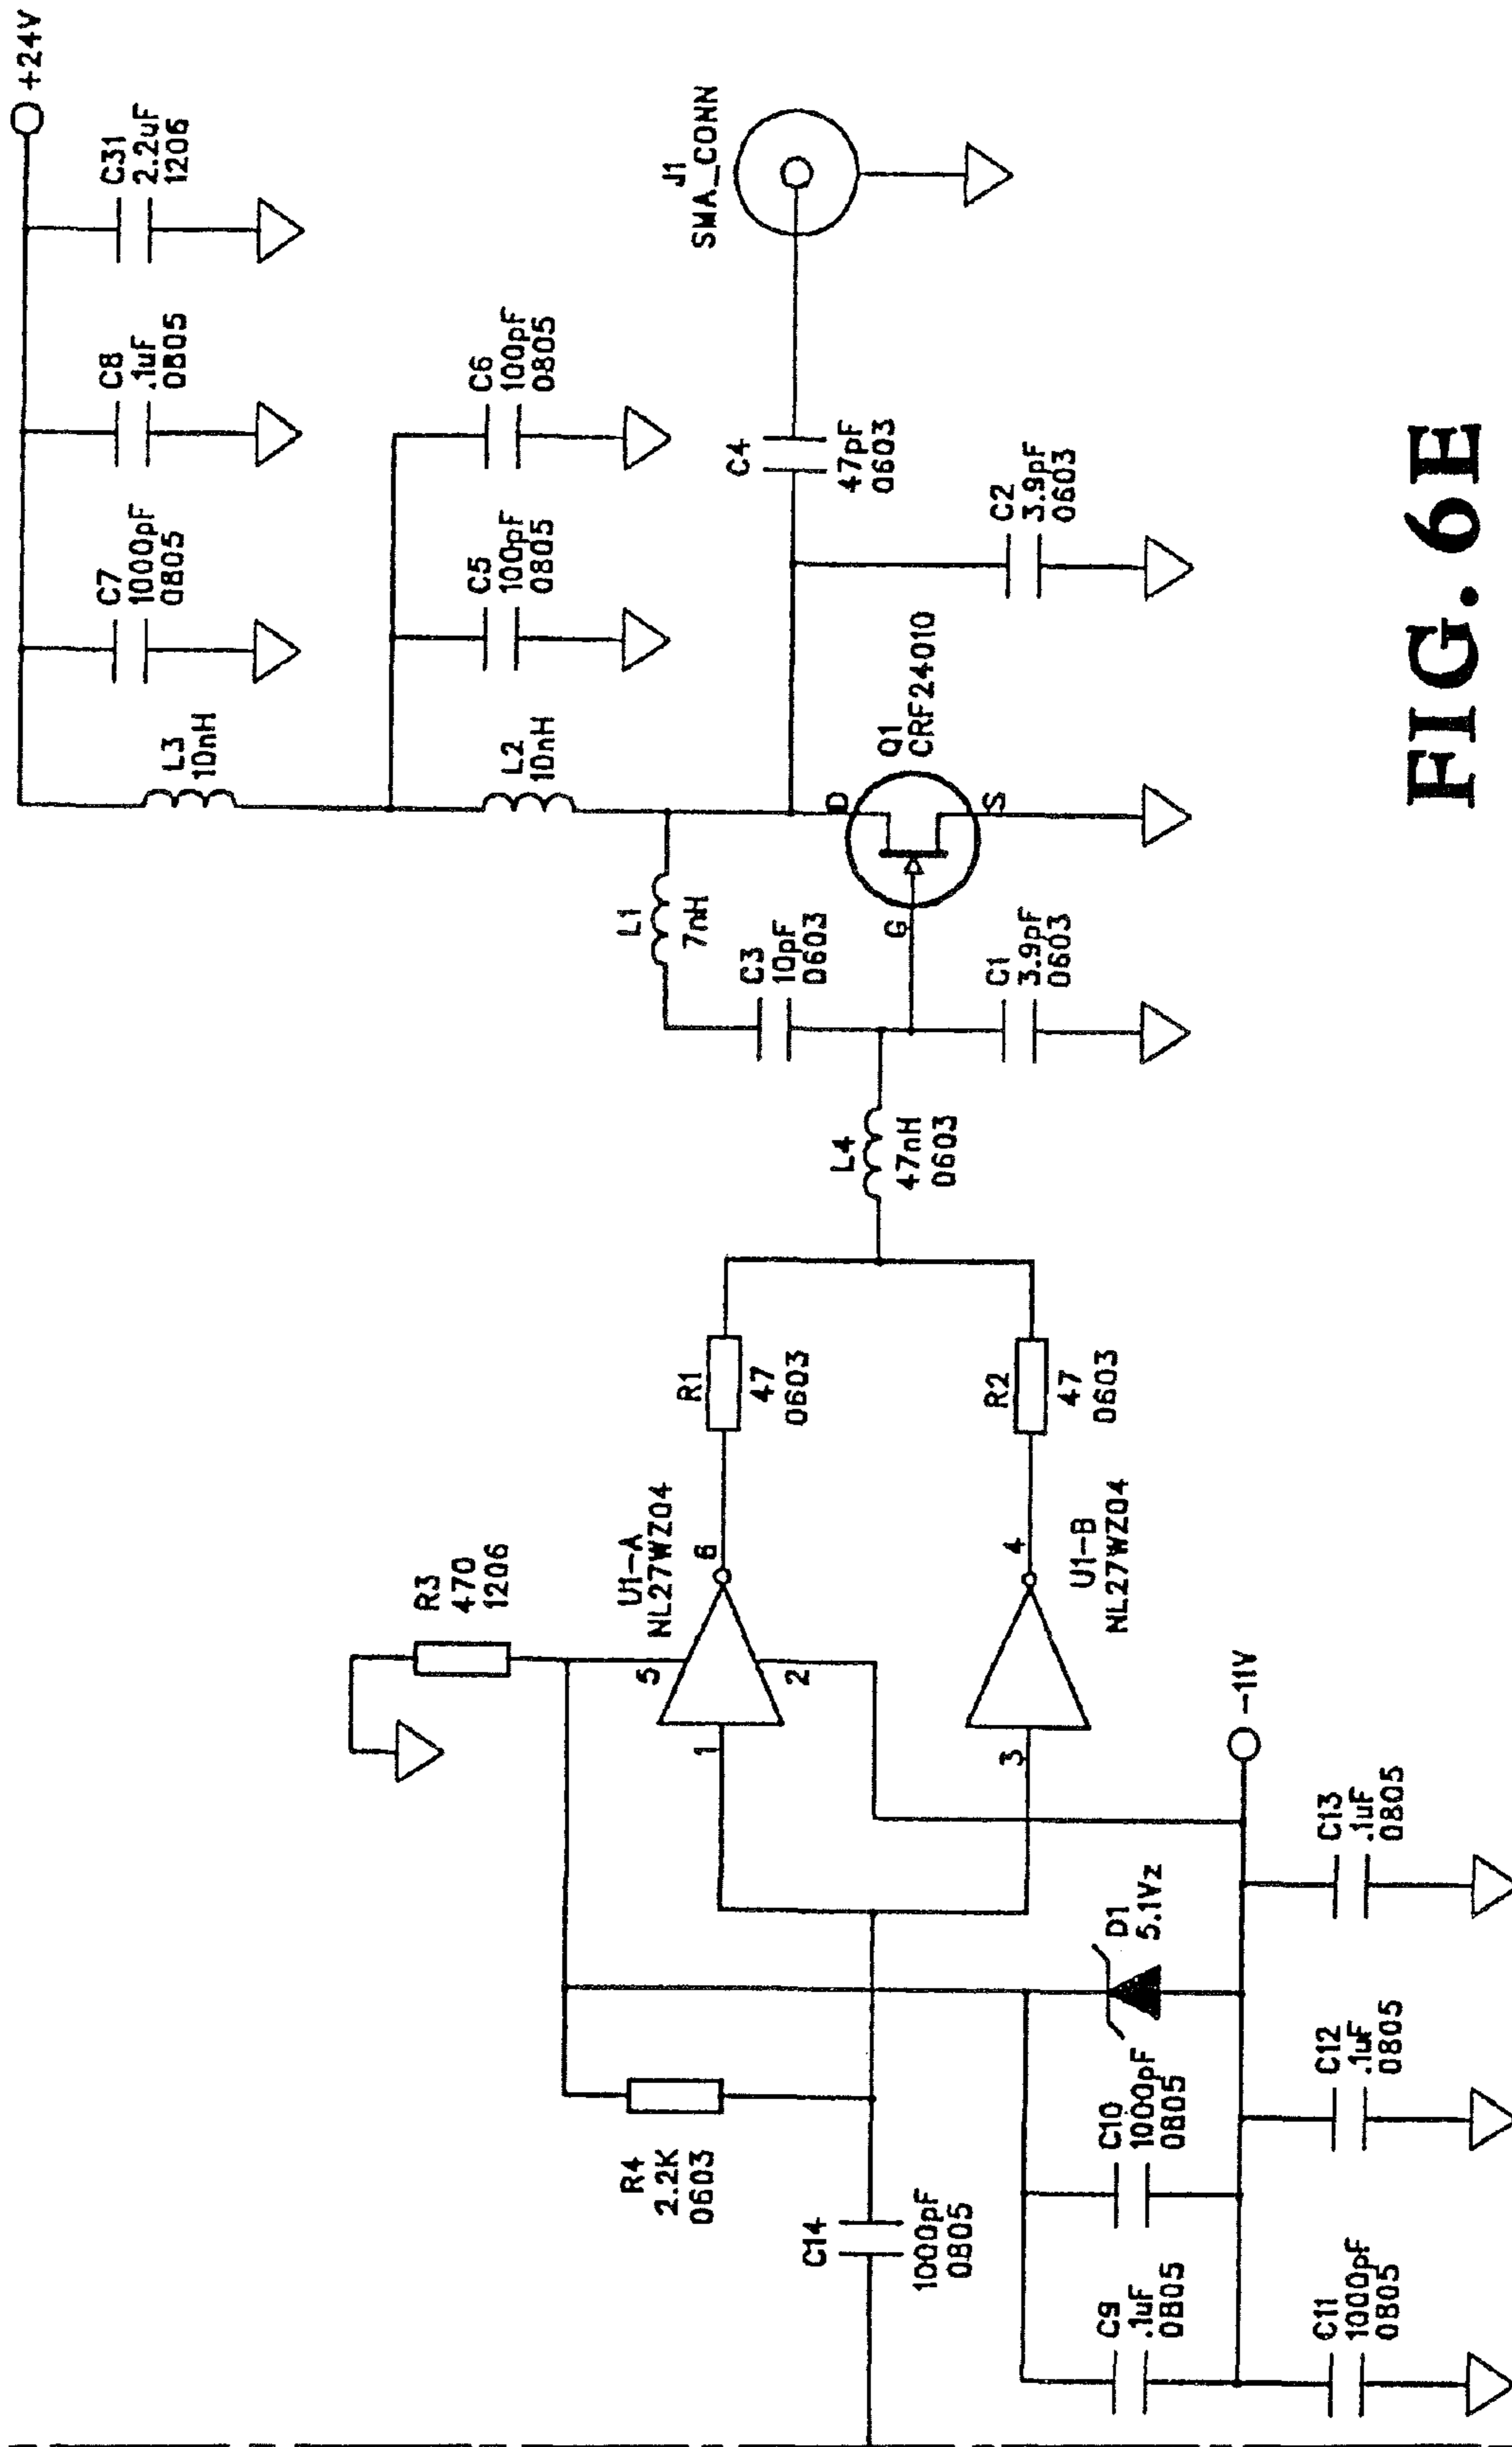 +24V
C31
2.2uF
1206
C8
.1uF
0805
C7
1000pF
0805
L3
10nH
C6
100pF
0805
C5
100pF
0805
L2
10nH
J1
SMA_CONN
C4
47pF
0603
C2
3.9pF
0603
Q1
CRF24010
D
S
G
L1
7nH
C3
10pF
0603
C1
3.9pF
0603
L4
47nH
0603
R1
47
0603
R2
47
0603
R3
470
1206
U1-A
NL27WZ04
6
5
2
1
U1-B
NL27WZ04
4
3
-11V
R4
2.2K
0603
C14
1000pF
0805
D1
5.1Vz
C10
1000pF
0805
C9
.1uF
0805
C13
.1uF
0805
C12
.1uF
0805
C11
1000pF
0805
FIG. 6E